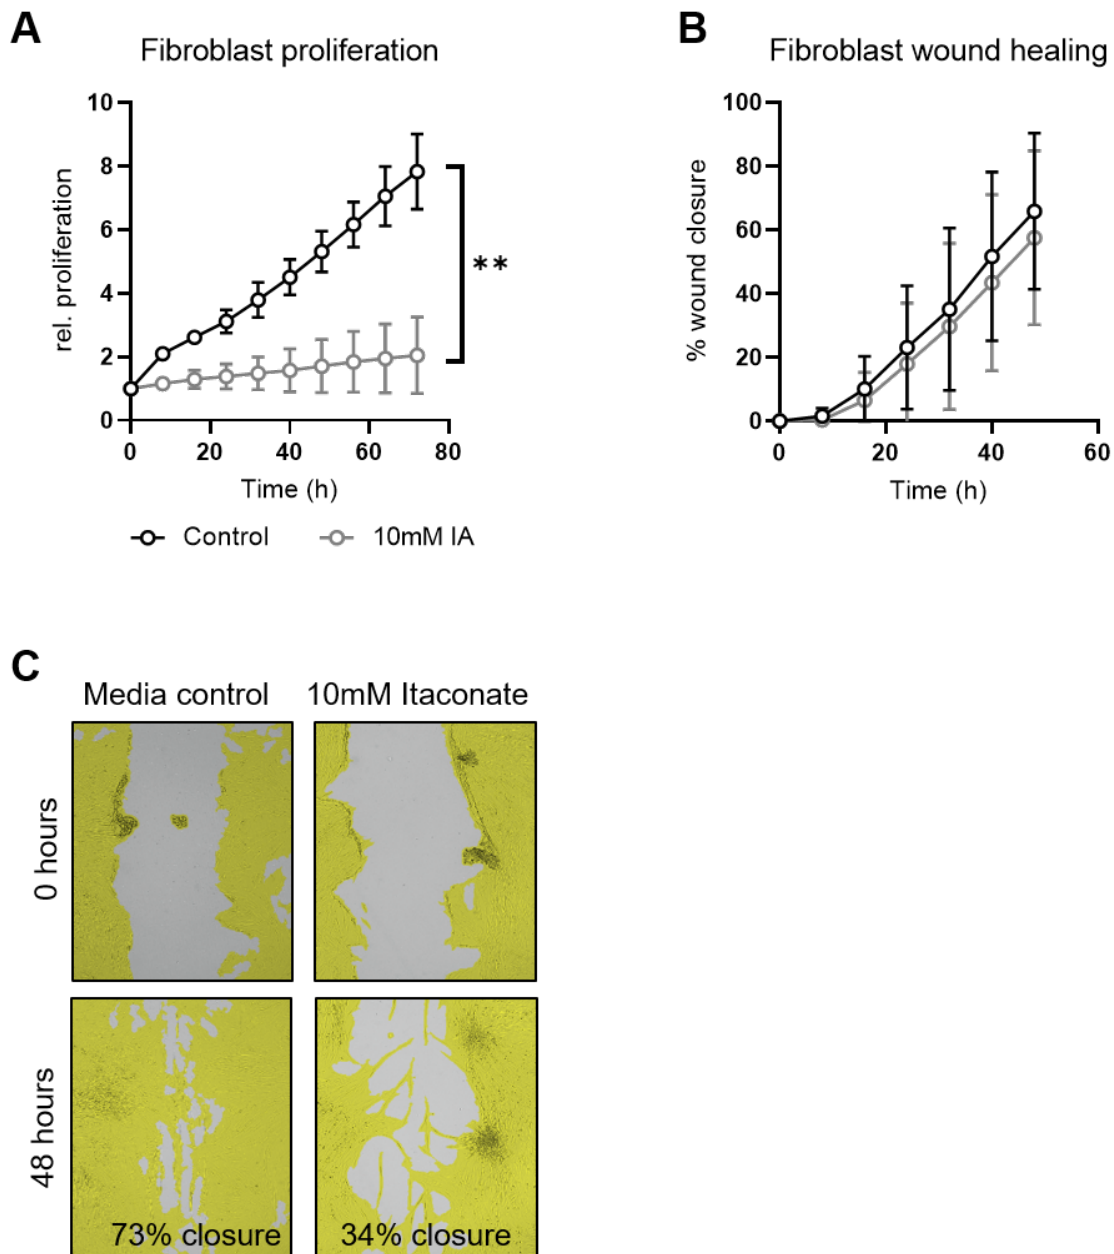 A
Fibroblast proliferation
rel. proliferation
10
8
6
4
2
0
**
0 20 40 60 80
Time (h)
Control 10mM IA
B
Fibroblast wound healing
% wound closure
100
80
60
40
20
0
0 20 40 60
Time (h)
C
Media control 10mM Itaconate
0 hours
48 hours
73% closure 34% closure